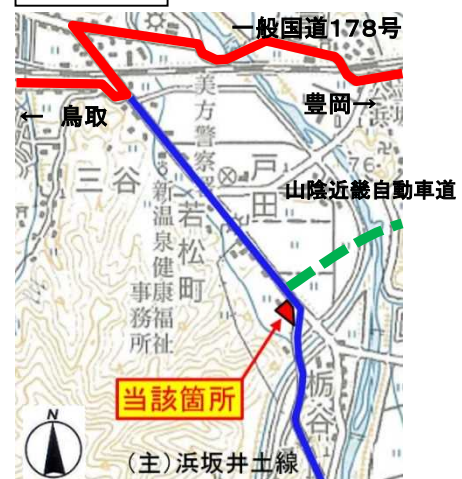 一般国道178号
← 鳥取
豊岡→
美方警察署
三谷
戸田
76
山陰近畿自動車道
若松町
新温泉健康福祉
事務所
当該箇所
栃谷
N
(主)浜坂井土線